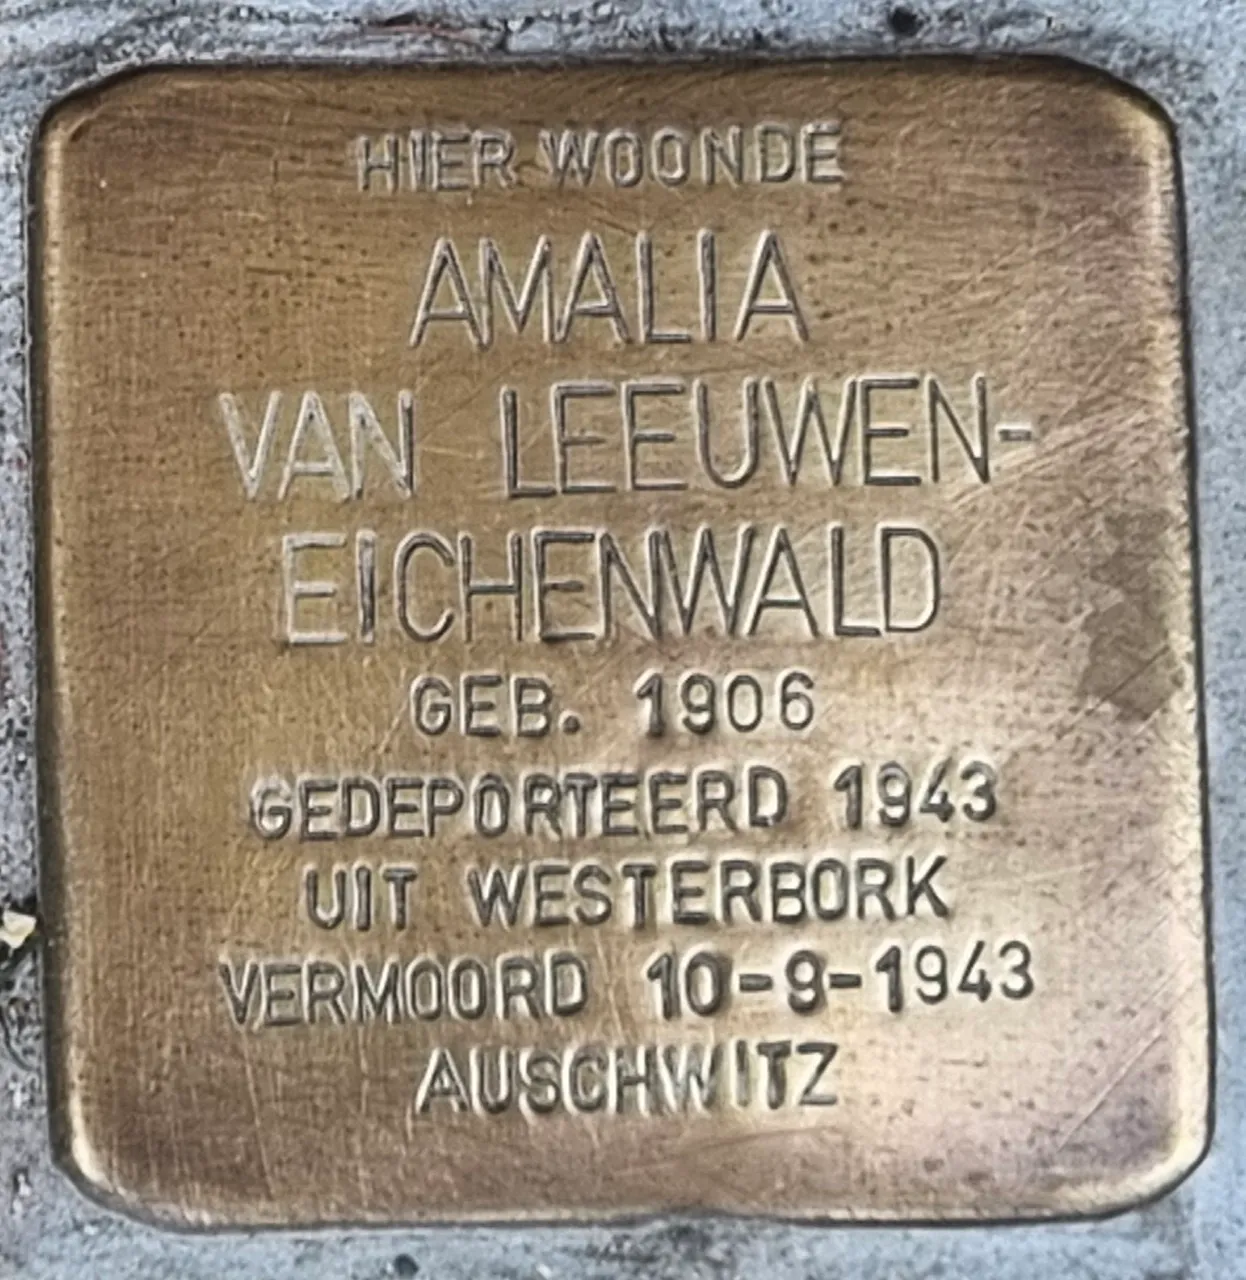 HIER WOONDE
AMALIA
VAN LEEUWEN-
EICHENWALD
GEB. 1906
GEDEPORTEERD 1943
UIT WESTERBORK
VERMOORD 10-9-1943
AUSCHWITZ